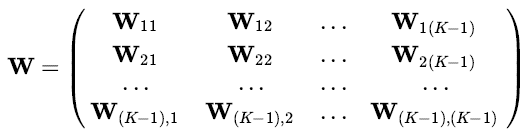 W₁₁ W₁₂ … W₁₍K₋₁₎
W = W₂₁ W₂₂ … W₂₍K₋₁₎
… … … …
W₍K₋₁₎,₁ W₍K₋₁₎,₂ … W₍K₋₁₎,₍K₋₁₎